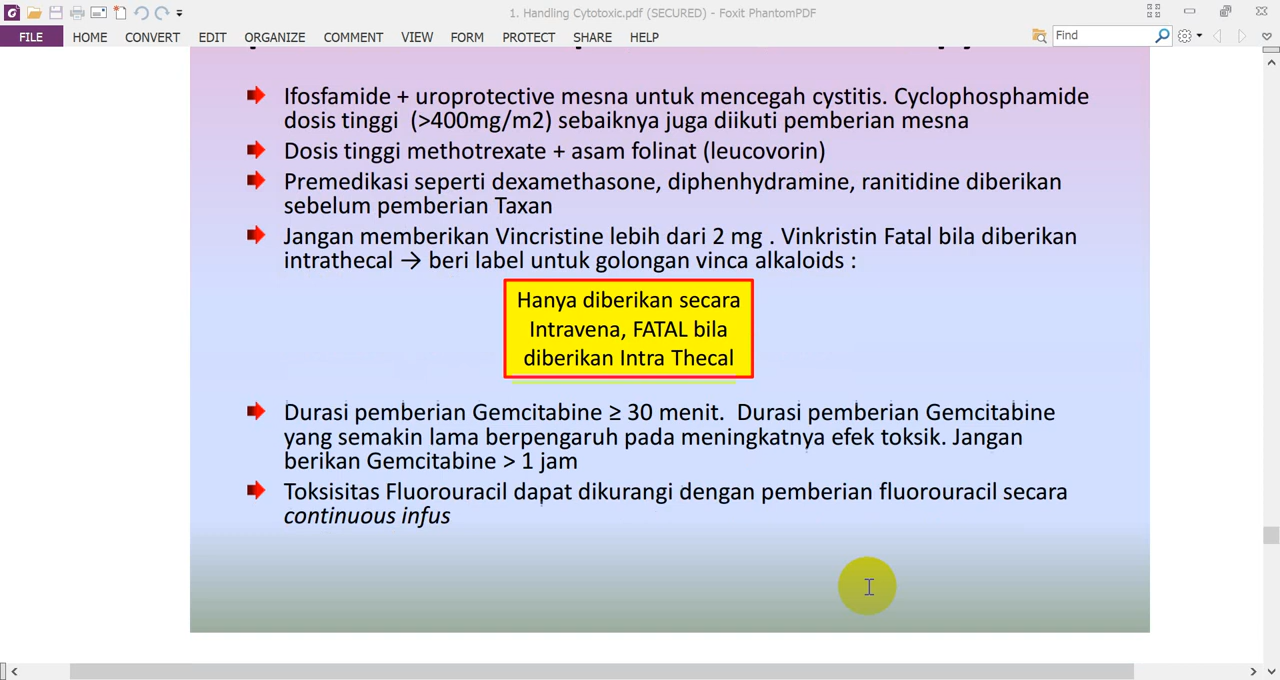 1. Handling Cytotoxic.pdf (SECURED) - Foxit PhantomPDF
FILE HOME CONVERT EDIT ORGANIZE COMMENT VIEW FORM PROTECT SHARE HELP Find
Ifosfamide + uroprotective mesna untuk mencegah cystitis. Cyclophosphamide
dosis tinggi (>400mg/m2) sebaiknya juga diikuti pemberian mesna
Dosis tinggi methotrexate + asam folinat (leucovorin)
Premedikasi seperti dexamethasone, diphenhydramine, ranitidine diberikan
sebelum pemberian Taxan
Jangan memberikan Vincristine lebih dari 2 mg . Vinkristin Fatal bila diberikan
intrathecal → beri label untuk golongan vinca alkaloids :
Hanya diberikan secara
Intravena, FATAL bila
diberikan Intra Thecal
Durasi pemberian Gemcitabine ≥ 30 menit. Durasi pemberian Gemcitabine
yang semakin lama berpengaruh pada meningkatnya efek toksik. Jangan
berikan Gemcitabine > 1 jam
Toksisitas Fluorouracil dapat dikurangi dengan pemberian fluorouracil secara
continuous infus